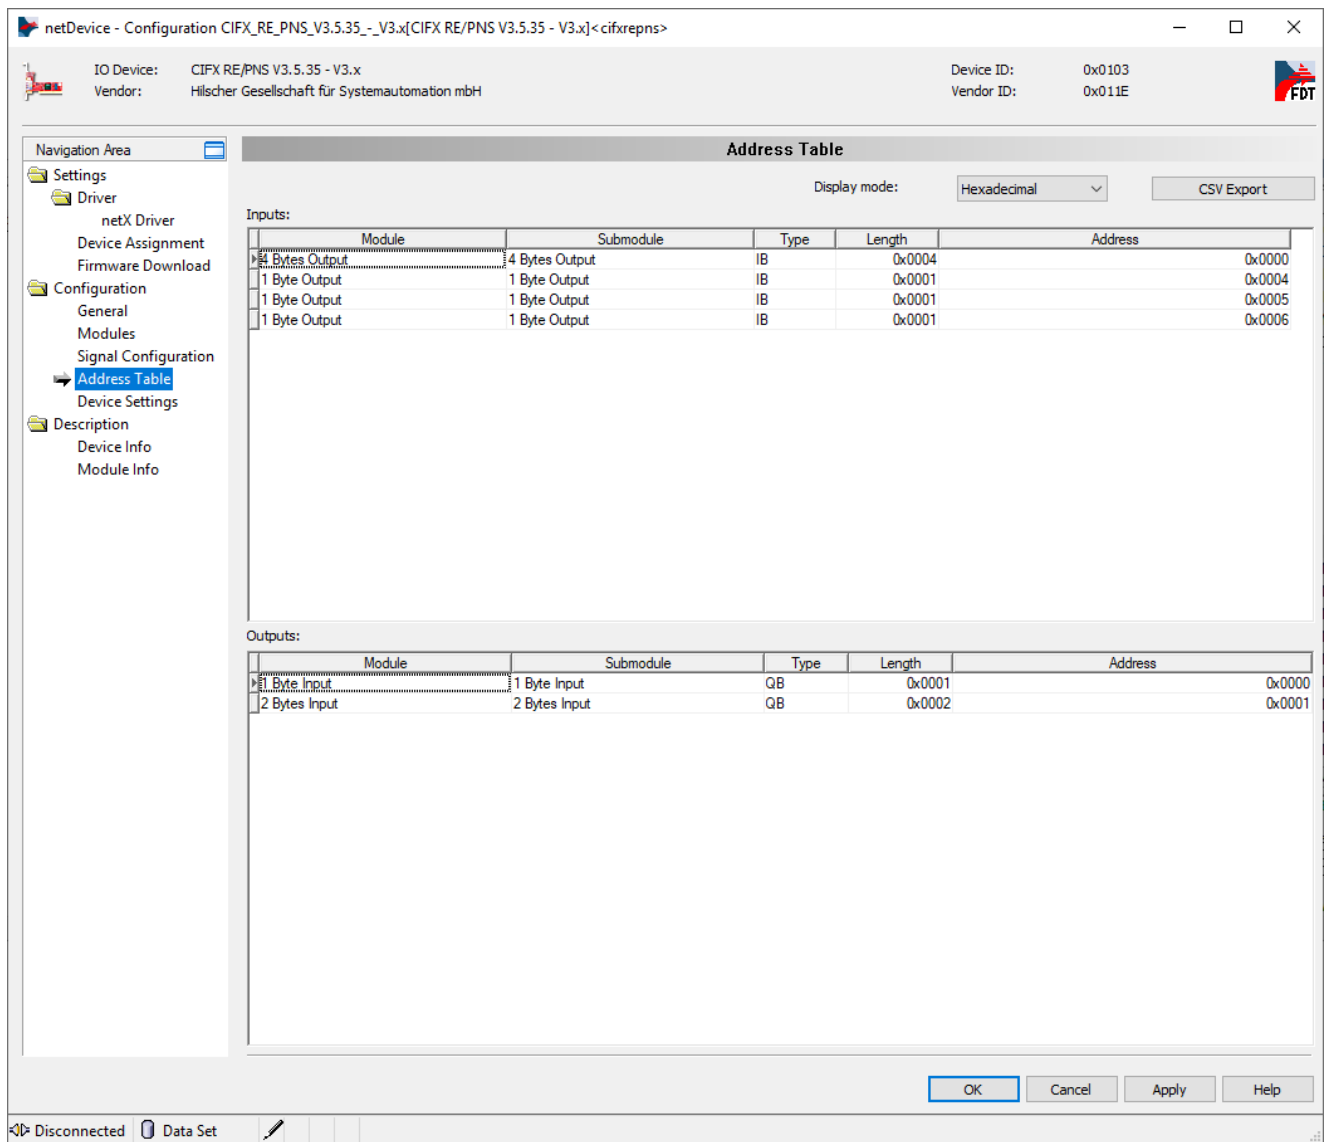 netDevice - Configuration CIFX_RE_PNS_V3.5.35_-_V3.x[CIFX RE/PNS V3.5.35 - V3.x]<cifxrepns>
IO Device: CIFX RE/PNS V3.5.35 - V3.x Device ID: 0x0103
Vendor: Hilscher Gesellschaft für Systemautomation mbH Vendor ID: 0x011E
FDT
Navigation Area
Settings
Driver
netX Driver
Device Assignment
Firmware Download
Configuration
General
Modules
Signal Configuration
Address Table
Device Settings
Description
Device Info
Module Info
Address Table
Display mode: Hexadecimal CSV Export
Inputs:
Module Submodule Type Length Address
4 Bytes Output 4 Bytes Output IB 0x0004 0x0000
1 Byte Output 1 Byte Output IB 0x0001 0x0004
1 Byte Output 1 Byte Output IB 0x0001 0x0005
1 Byte Output 1 Byte Output IB 0x0001 0x0006
Outputs:
Module Submodule Type Length Address
1 Byte Input 1 Byte Input QB 0x0001 0x0000
2 Bytes Input 2 Bytes Input QB 0x0002 0x0001
OK Cancel Apply Help
Disconnected Data Set